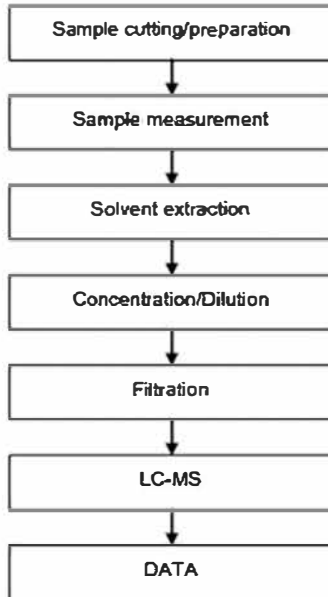 Sample cutting/preparation
Sample measurement
Solvent extraction
Concentration/Dilution
Filtration
LC-MS
DATA